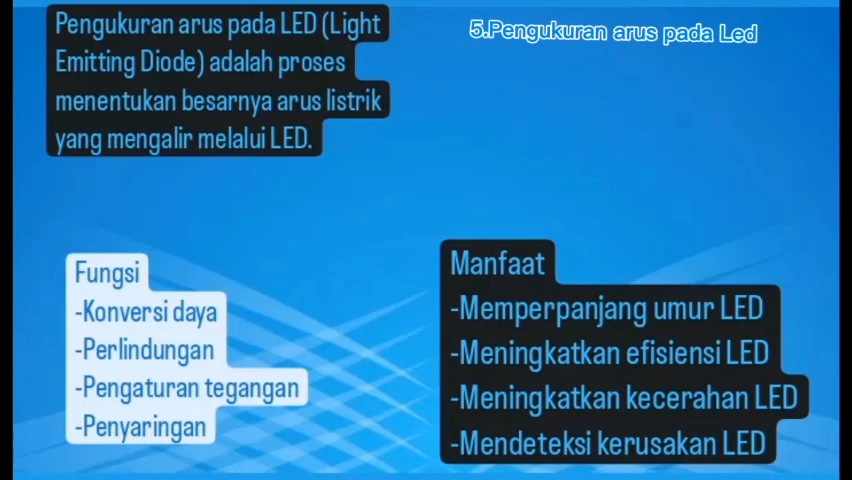 Pengukuran arus pada LED (Light
Emitting Diode) adalah proses
menentukan besarnya arus listrik
yang mengalir melalui LED.
5.Pengukuran arus pada Led
Fungsi
-Konversi daya
-Perlindungan
-Pengaturan tegangan
-Penyaringan
Manfaat
-Memperpanjang umur LED
-Meningkatkan efisiensi LED
-Meningkatkan kecerahan LED
-Mendeteksi kerusakan LED